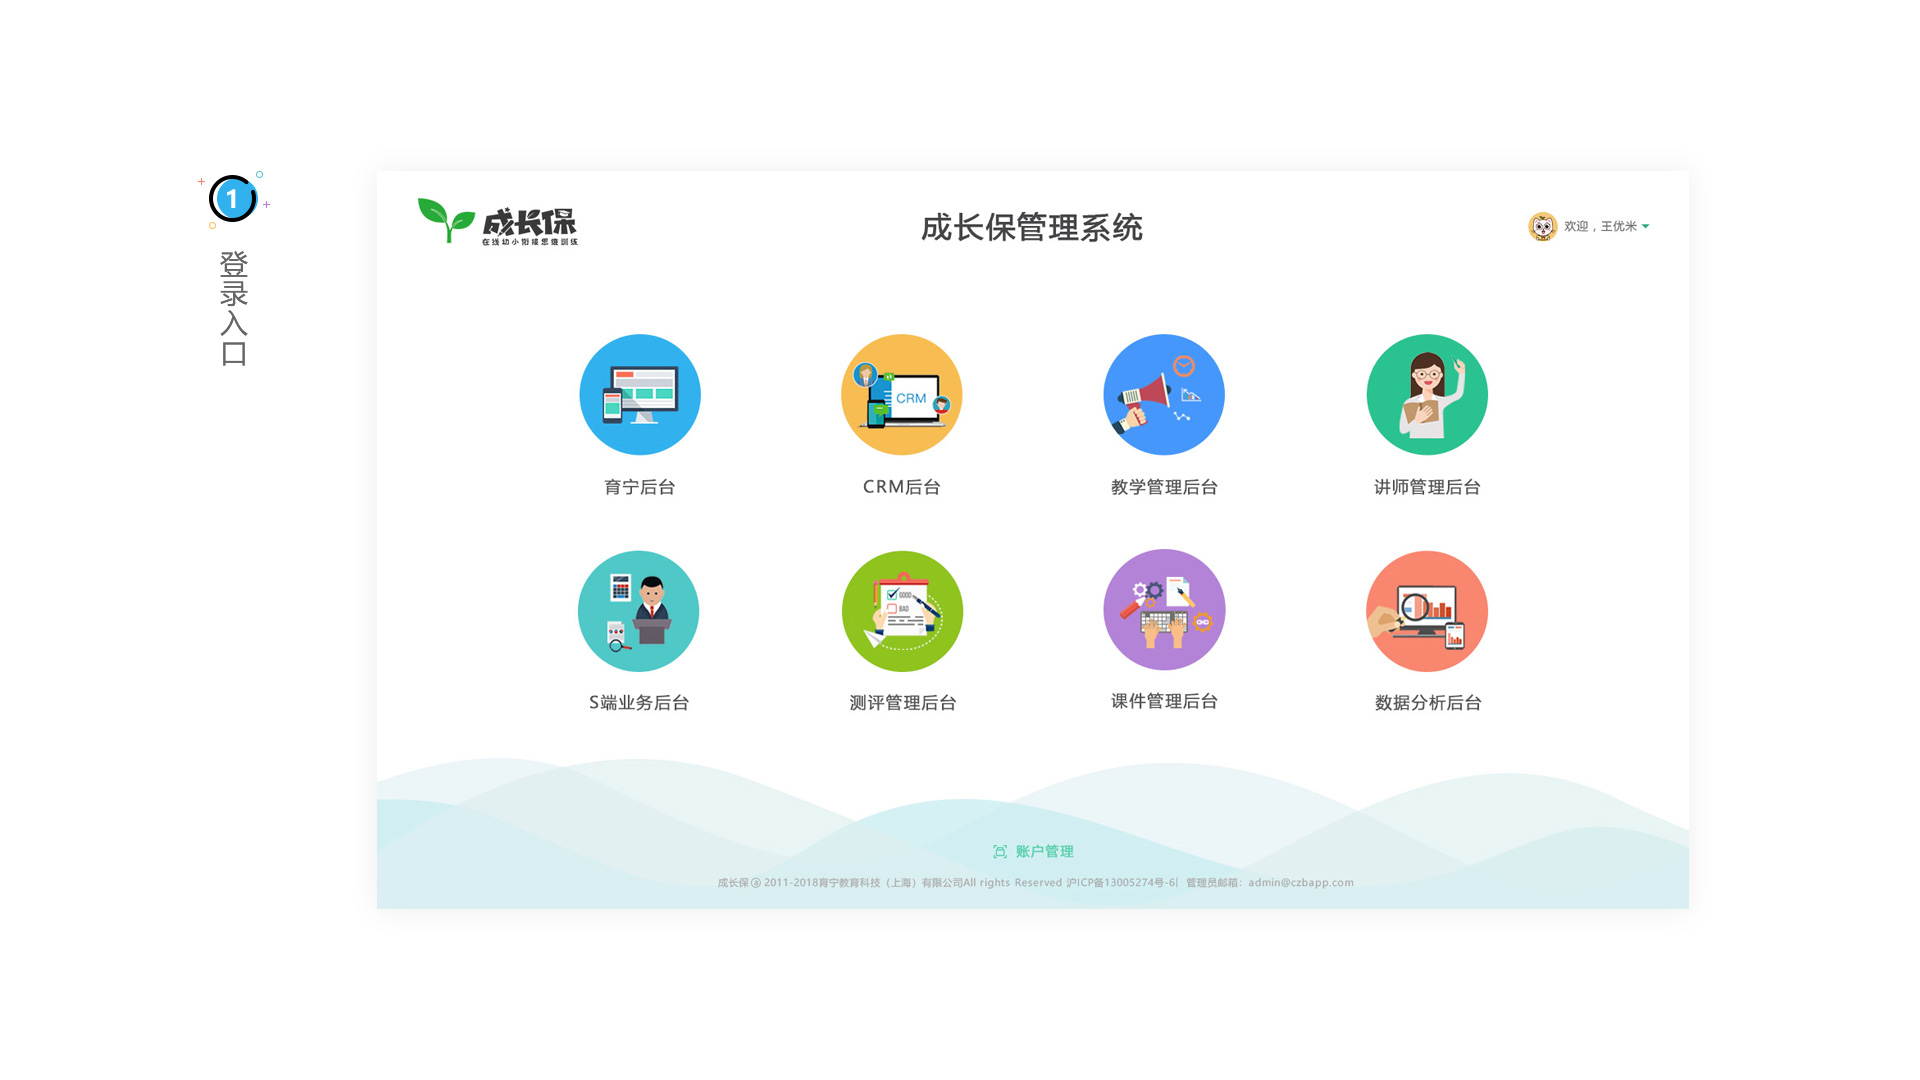 1
登录入口
成长保
在线幼小衔接思维训练
成长保管理系统
欢迎，王优米
CRM
育宁后台
CRM后台
教学管理后台
讲师管理后台
GOOD
BAD
S端业务后台
测评管理后台
课件管理后台
数据分析后台
账户管理
成长保® 2011-2018育宁教育科技（上海）有限公司All rights Reserved 沪ICP备13005274号-6| 管理员邮箱：admin@czbapp.com